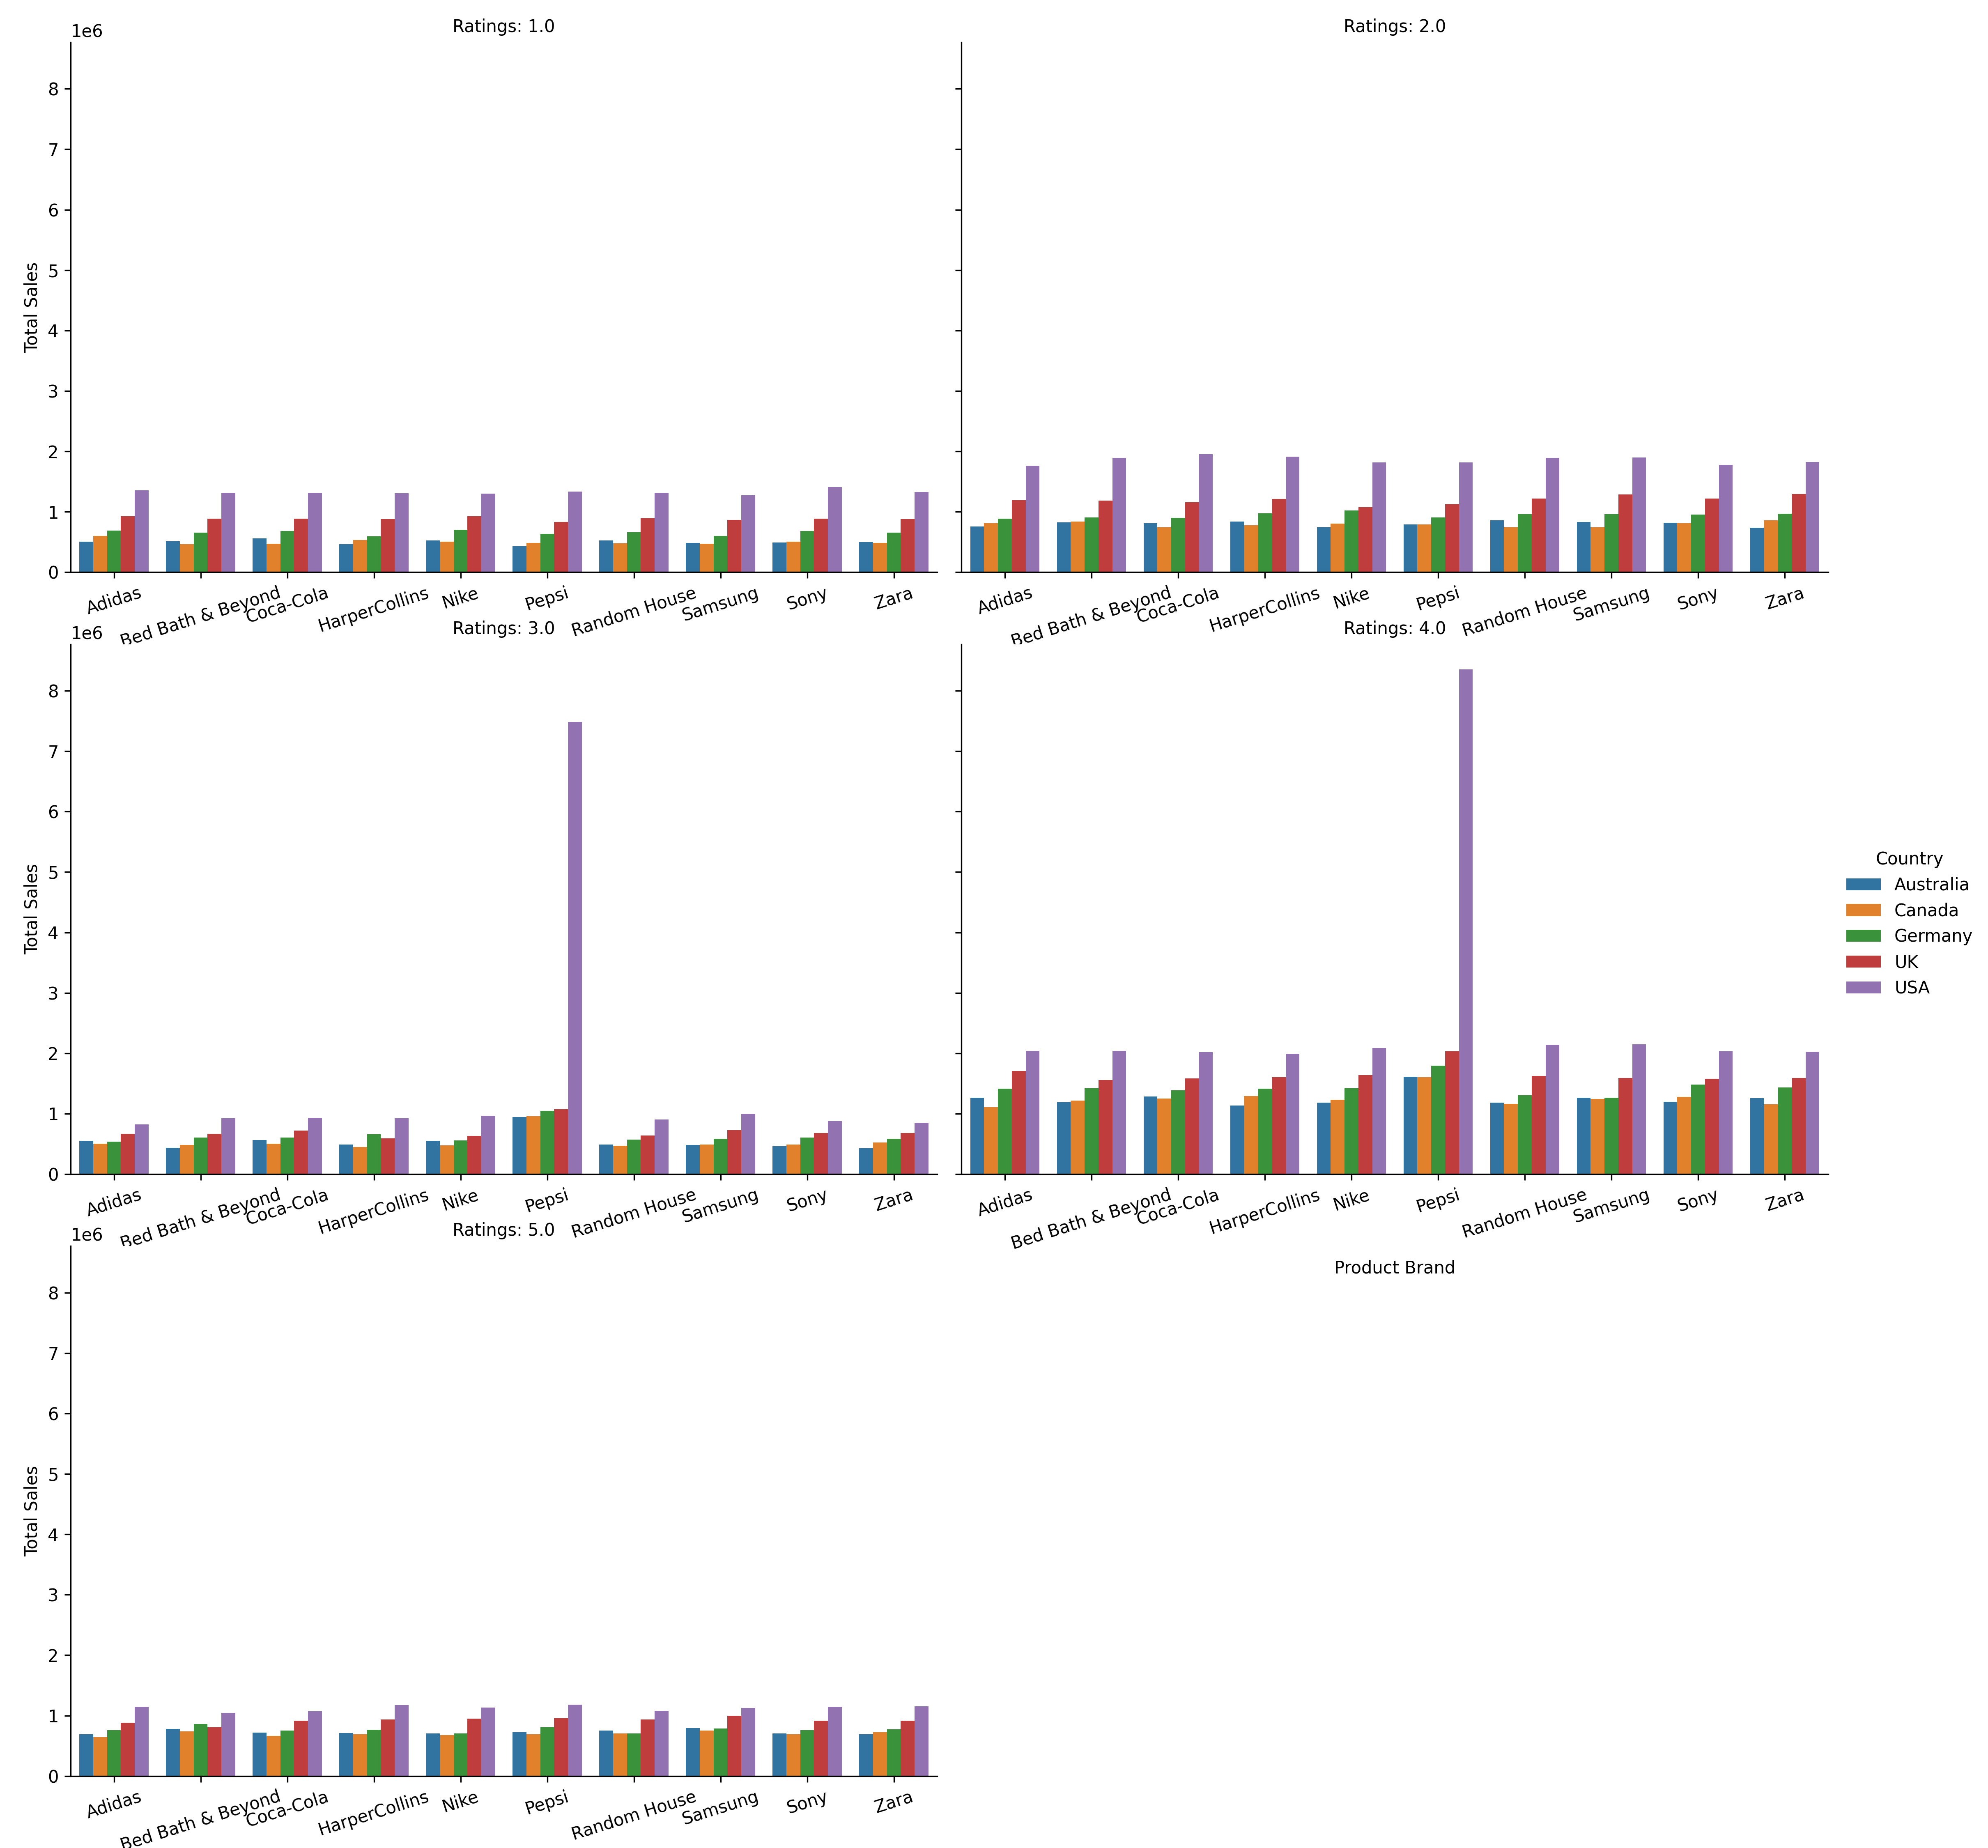 Ratings: 1.0
Ratings: 2.0
1e6
8
7
6
5
4
3
2
1
0
Total Sales
Adidas
Bed Bath & Beyond
Coca-Cola
HarperCollins
Nike
Pepsi
Random House
Samsung
Sony
Zara
Adidas
Bed Bath & Beyond
Coca-Cola
HarperCollins
Nike
Pepsi
Random House
Samsung
Sony
Zara
Ratings: 3.0
Ratings: 4.0
1e6
8
7
6
5
4
3
2
1
0
Total Sales
Adidas
Bed Bath & Beyond
Coca-Cola
HarperCollins
Nike
Pepsi
Random House
Samsung
Sony
Zara
Adidas
Bed Bath & Beyond
Coca-Cola
HarperCollins
Nike
Pepsi
Random House
Samsung
Sony
Zara
Product Brand
Country
Australia
Canada
Germany
UK
USA
Ratings: 5.0
1e6
8
7
6
5
4
3
2
1
0
Total Sales
Adidas
Bed Bath & Beyond
Coca-Cola
HarperCollins
Nike
Pepsi
Random House
Samsung
Sony
Zara